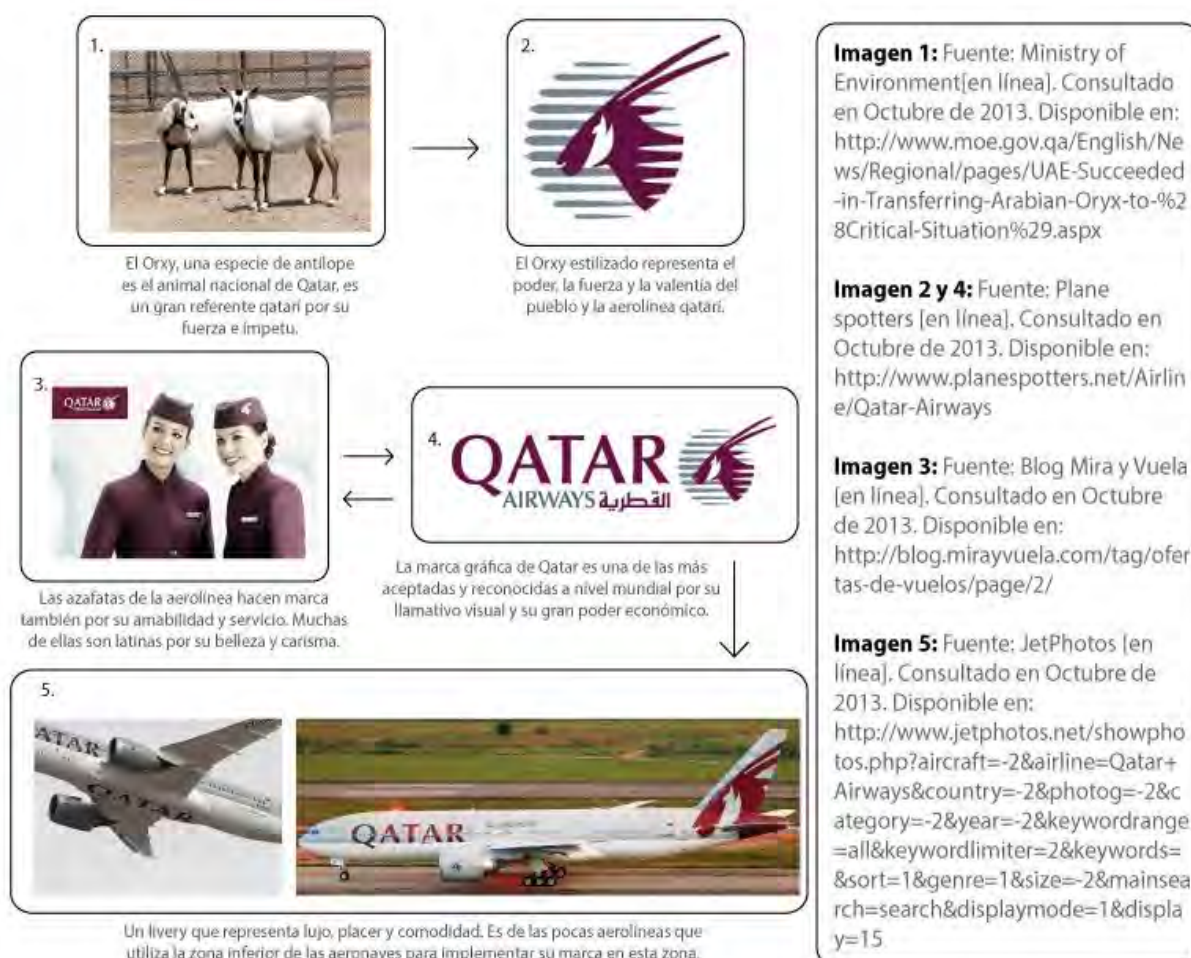 1.
El Orxy, una especie de antílope
es el animal nacional de Qatar, es
un gran referente qatarí por su
fuerza e ímpetu.
2.
El Orxy estilizado representa el
poder, la fuerza y la valentía del
pueblo y la aerolínea qatarí.
3.
QATAR
Las azafatas de la aerolínea hacen marca
también por su amabilidad y servicio. Muchas
de ellas son latinas por su belleza y carisma.
4.
QATAR
AIRWAYS القطرية
La marca gráfica de Qatar es una de las más
aceptadas y reconocidas a nivel mundial por su
llamativo visual y su gran poder económico.
5.
ATAR
QATAR
QATAR
Un livery que representa lujo, placer y comodidad. Es de las pocas aerolíneas que
utiliza la zona inferior de las aeronaves para implementar su marca en esta zona.
Imagen 1: Fuente: Ministry of
Environment[en línea]. Consultado
en Octubre de 2013. Disponible en:
http://www.moe.gov.qa/English/Ne
ws/Regional/pages/UAE-Succeeded
-in-Transferring-Arabian-Oryx-to-%2
8Critical-Situation%29.aspx
Imagen 2 y 4: Fuente: Plane
spotters [en línea]. Consultado en
Octubre de 2013. Disponible en:
http://www.planespotters.net/Airlin
e/Qatar-Airways
Imagen 3: Fuente: Blog Mira y Vuela
[en línea]. Consultado en Octubre
de 2013. Disponible en:
http://blog.mirayvuela.com/tag/ofer
tas-de-vuelos/page/2/
Imagen 5: Fuente: JetPhotos [en
línea]. Consultado en Octubre de
2013. Disponible en:
http://www.jetphotos.net/showpho
tos.php?aircraft=-2&airline=Qatar+
Airways&country=-2&photog=-2&c
ategory=-2&year=-2&keywordrange
=all&keywordlimiter=2&keywords=
&sort=1&genre=1&size=-2&mainsea
rch=search&displaymode=1&displa
y=15